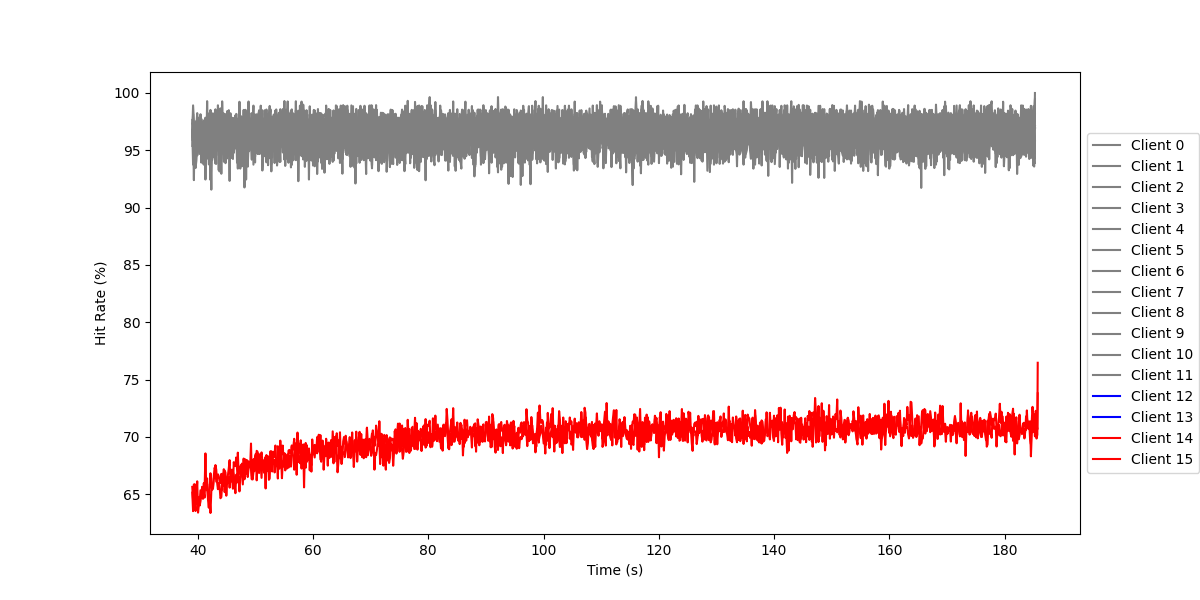 100
95
90
85
80
75
70
65
Hit Rate (%)
40
60
80
100
120
140
160
180
Time (s)
Client 0
Client 1
Client 2
Client 3
Client 4
Client 5
Client 6
Client 7
Client 8
Client 9
Client 10
Client 11
Client 12
Client 13
Client 14
Client 15